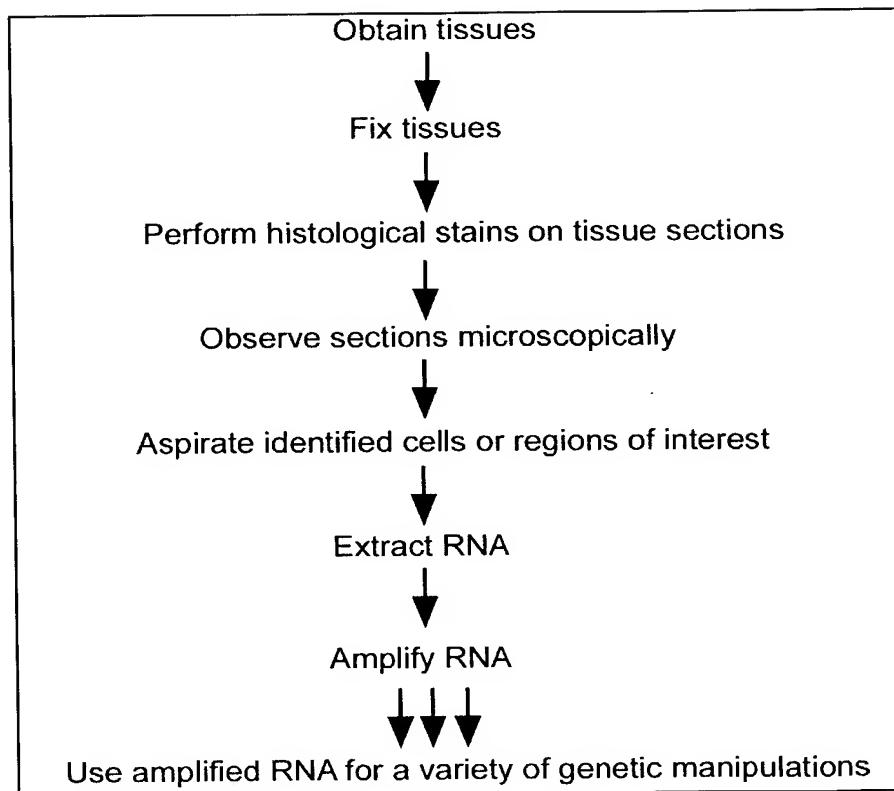 Obtain tissues
Fix tissues
Perform histological stains on tissue sections
Observe sections microscopically
Aspirate identified cells or regions of interest
Extract RNA
Amplify RNA
Use amplified RNA for a variety of genetic manipulations